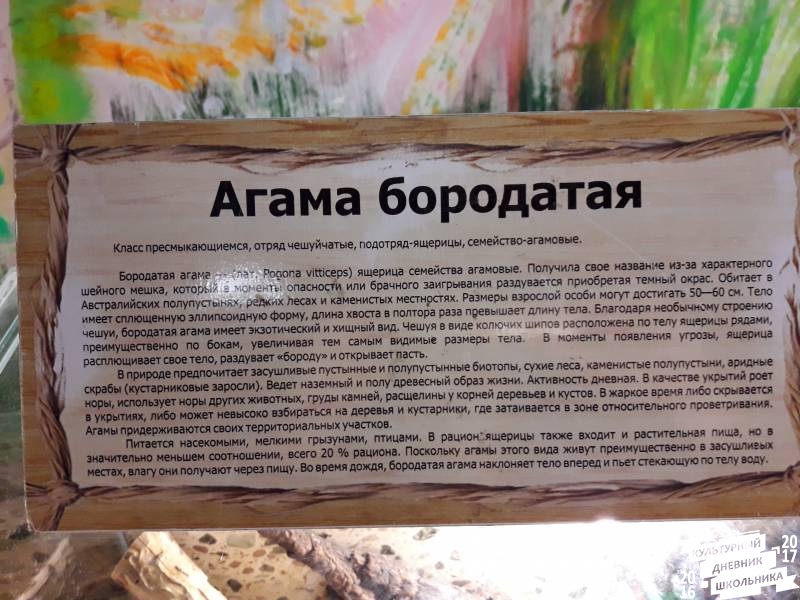 Агама бородатая
Класс пресмыкающиемся, отряд чешуйчатые, подотряд-ящерицы, семейство-агамовые.
Бородатая агама – (лат. Pogona vitticeps) ящерица семейства агамовые. Получила свое название из-за характерного
шейного мешка, который в моменты опасности или брачного заигрывания раздувается приобретая темный окрас. Обитает в
Австралийских полупустынях, редких лесах и каменистых местностях. Размеры взрослой особи могут достигать 50—60 см. Тело
имеет сплющенную эллипсоидную форму, длина хвоста в полтора раза превышает длину тела. Благодаря необычному строению
чешуи, бородатая агама имеет экзотический и хищный вид. Чешуя в виде колючих шипов расположена по телу ящерицы рядами,
преимущественно по бокам, увеличивая тем самым видимые размеры тела. В моменты появления угрозы, ящерица
расплющивает свое тело, раздувает «бороду» и открывает пасть.
В природе предпочитает засушливые пустынные и полупустынные биотопы, сухие леса, каменистые полупустыни, аридные
скрабы (кустарниковые заросли). Ведет наземный и полу древесный образ жизни. Активность дневная. В качестве укрытий роет
норы, использует норы других животных, груды камней, расщелины у корней деревьев и кустов. В жаркое время либо скрывается
в укрытиях, либо может невысоко взбираться на деревья и кустарники, где затаивается в зоне относительного проветривания.
Агамы придерживаются своих территориальных участков.
Питается насекомыми, мелкими грызунами, птицами. В рацион ящерицы также входит и растительная пища, но в
значительно меньшем соотношении, всего 20 % рациона. Поскольку агамы этого вида живут преимущественно в засушливых
местах, влагу они получают через пищу. Во время дождя, бородатая агама наклоняет тело вперед и пьет стекающую по телу воду.
КУЛЬТУРНЫЙ
ДНЕВНИК
ШКОЛЬНИКА
20
17
20
16